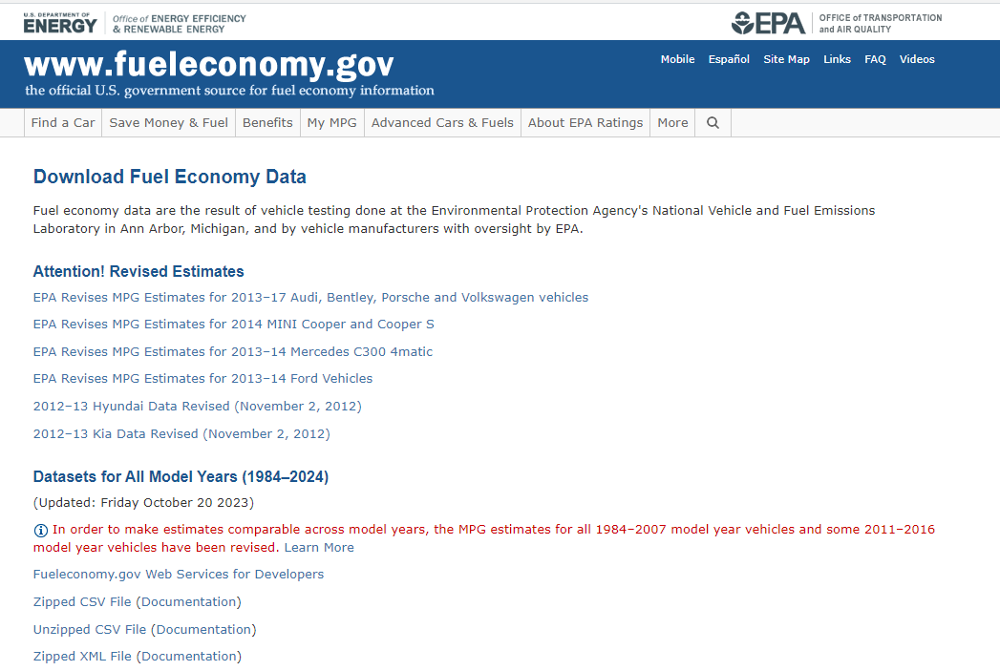 U.S. DEPARTMENT OF
ENERGY
Office of ENERGY EFFICIENCY
& RENEWABLE ENERGY
EPA
OFFICE of TRANSPORTATION
and AIR QUALITY
www.fueleconomy.gov
the official U.S. government source for fuel economy information
Mobile Español Site Map Links FAQ Videos
Find a Car Save Money & Fuel Benefits My MPG Advanced Cars & Fuels About EPA Ratings More
Download Fuel Economy Data
Fuel economy data are the result of vehicle testing done at the Environmental Protection Agency's National Vehicle and Fuel Emissions
Laboratory in Ann Arbor, Michigan, and by vehicle manufacturers with oversight by EPA.
Attention! Revised Estimates
EPA Revises MPG Estimates for 2013–17 Audi, Bentley, Porsche and Volkswagen vehicles
EPA Revises MPG Estimates for 2014 MINI Cooper and Cooper S
EPA Revises MPG Estimates for 2013–14 Mercedes C300 4matic
EPA Revises MPG Estimates for 2013–14 Ford Vehicles
2012–13 Hyundai Data Revised (November 2, 2012)
2012–13 Kia Data Revised (November 2, 2012)
Datasets for All Model Years (1984–2024)
(Updated: Friday October 20 2023)
In order to make estimates comparable across model years, the MPG estimates for all 1984–2007 model year vehicles and some 2011–2016
model year vehicles have been revised. Learn More
Fueleconomy.gov Web Services for Developers
Zipped CSV File (Documentation)
Unzipped CSV File (Documentation)
Zipped XML File (Documentation)